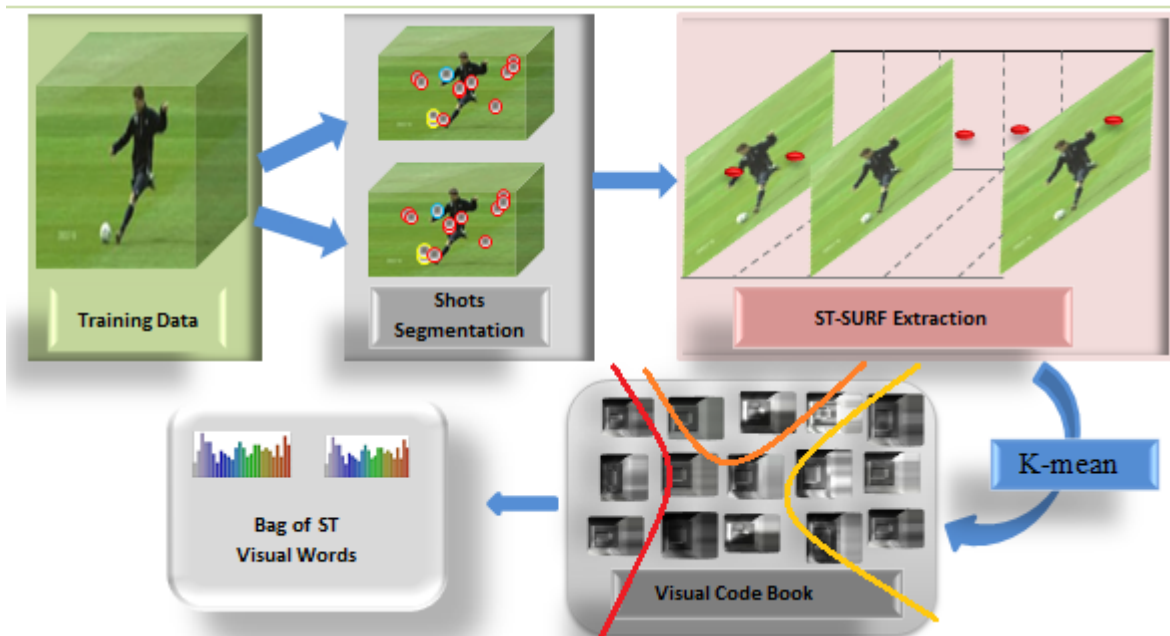 Training Data
Shots
Segmentation
ST-SURF Extraction
K-mean
Visual Code Book
Bag of ST
Visual Words